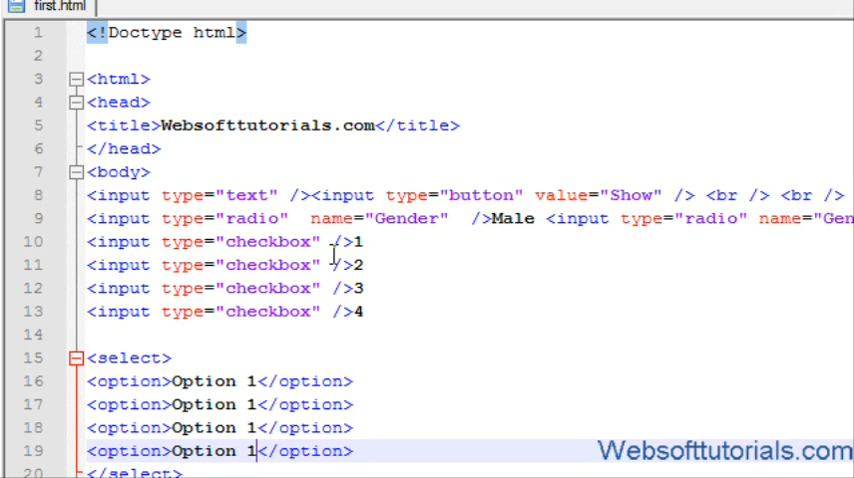 first.html
1 <!Doctype html>
2
3 <html>
4 <head>
5 <title>Websofttutorials.com</title>
6 </head>
7 <body>
8 <input type="text" /><input type="button" value="Show" /> <br /> <br />
9 <input type="radio"  name="Gender"  />Male <input type="radio" name="Gen
10 <input type="checkbox" />1
11 <input type="checkbox" />2
12 <input type="checkbox" />3
13 <input type="checkbox" />4
14
15 <select>
16 <option>Option 1</option>
17 <option>Option 1</option>
18 <option>Option 1</option>
19 <option>Option 1</option>
Websofttutorials.com
20 </select>